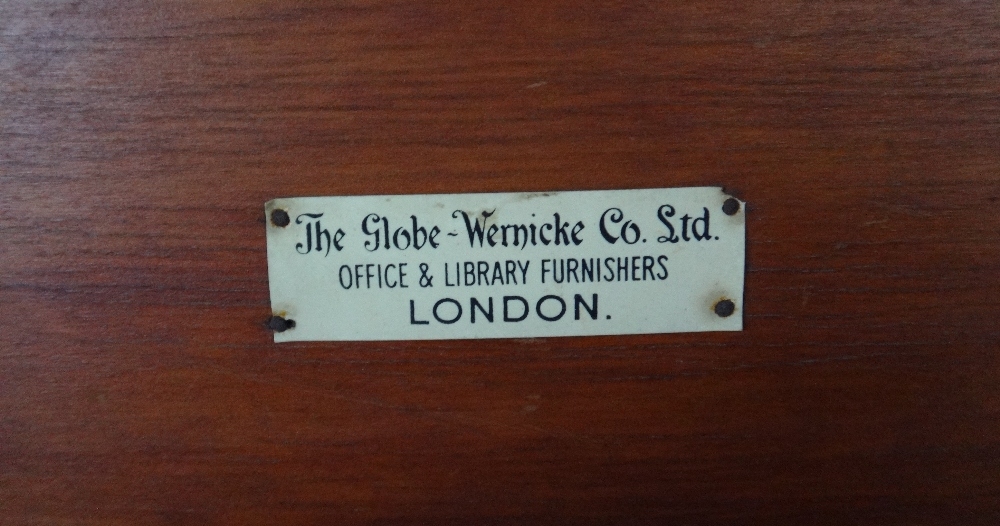 The Globe-Wernicke Co. Ltd.
OFFICE & LIBRARY FURNISHERS
LONDON.